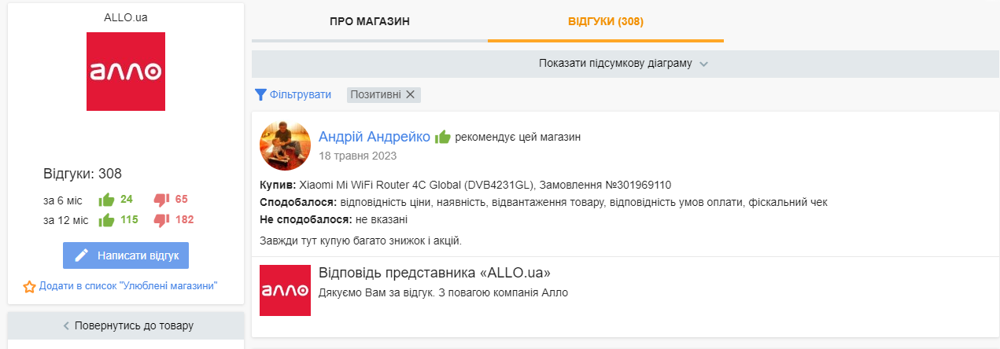 ALLO.ua
алло
Відгуки: 308
за 6 міс 24 65
за 12 міс 115 182
Написати відгук
Додати в список "Улюблені магазини"
Повернутись до товару
ПРО МАГАЗИН ВІДГУКИ (308)
Показати підсумкову діаграму
Фільтрувати Позитивні
Андрій Андрейко рекомендує цей магазин
18 травня 2023
Купив: Xiaomi Mi WiFi Router 4C Global (DVB4231GL), Замовлення №301969110
Сподобалося: відповідність ціни, наявність, відвантаження товару, відповідність умов оплати, фіскальний чек
Не сподобалося: не вказані
Завжди тут купую багато знижок і акцій.
алло
Відповідь представника «ALLO.ua»
Дякуємо Вам за відгук. З повагою компанія Алло